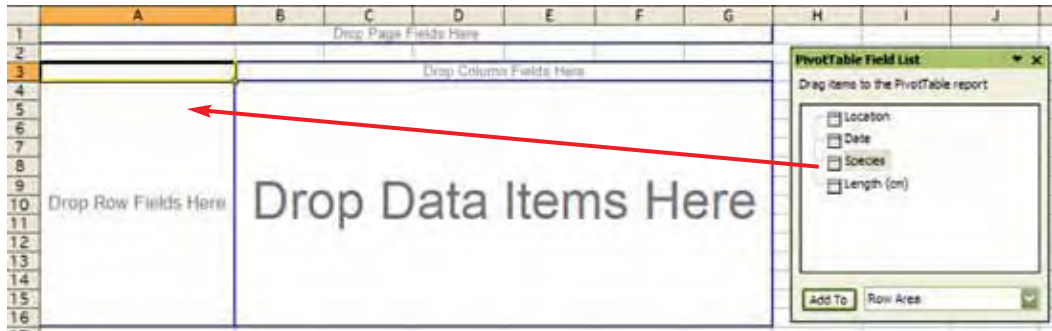 A B C D E F G H I J
1 Drop Page Fields Here
2
3 Drop Column Fields Here
4
5
6
7
8
9
10 Drop Row Fields Here
11
12
13
14
15
16
Drop Data Items Here
PivotTable Field List
Drag items to the PivotTable report
Location
Date
Species
Length (cm)
Add To Row Area